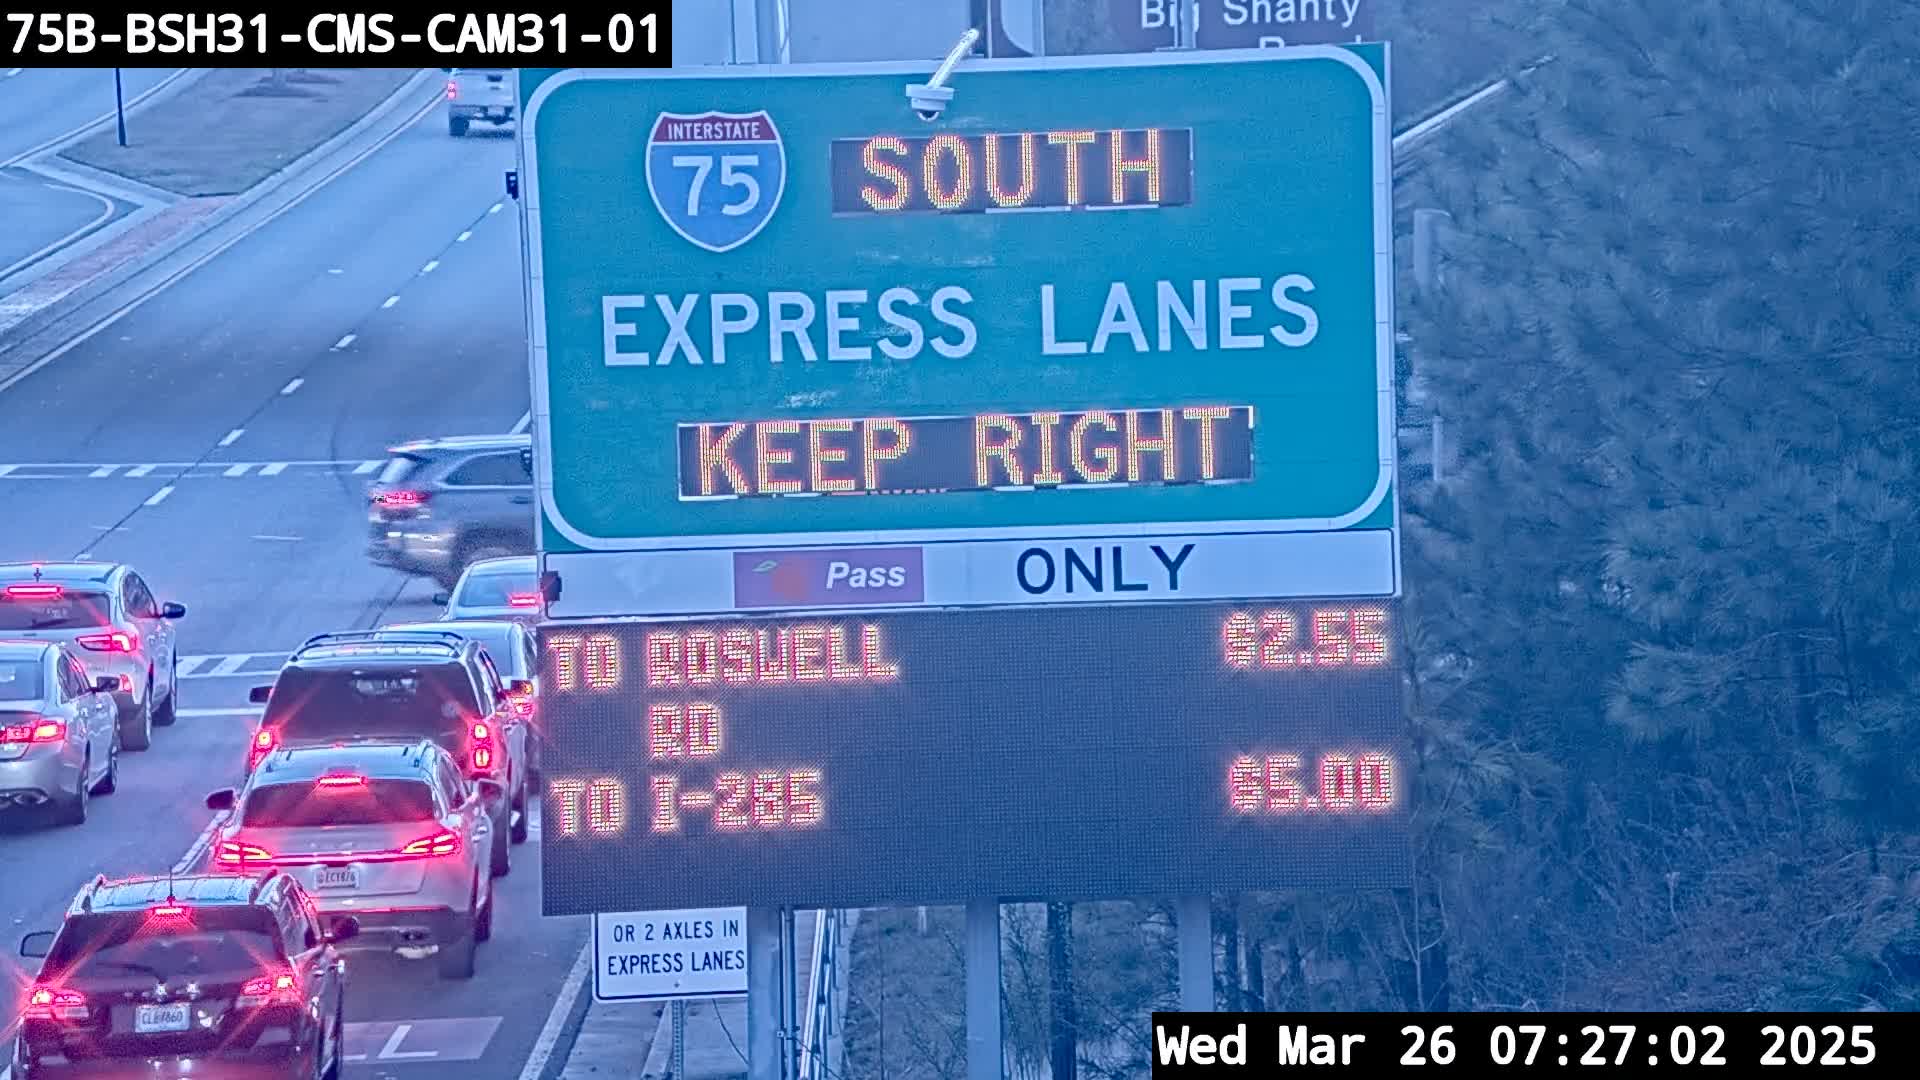 75B-BSH31-CMS-CAM31-01
Big Shanty
Road
INTERSTATE
75
SOUTH
EXPRESS LANES
KEEP RIGHT
Pass ONLY
TO ROSWELL $2.55
RD
TO I-285 $5.00
OR 2 AXLES IN
EXPRESS LANES
Wed Mar 26 07:27:02 2025